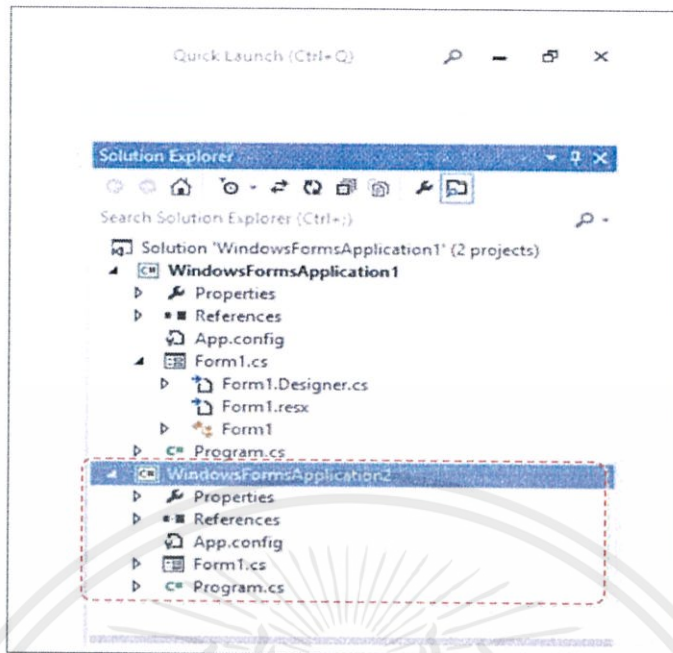 Quick Launch (Ctrl+Q)
Solution Explorer
Search Solution Explorer (Ctrl+;)
Solution 'WindowsFormsApplication1' (2 projects)
C# WindowsFormsApplication1
Properties
References
App.config
Form1.cs
Form1.Designer.cs
Form1.resx
Form1
C# Program.cs
C# WindowsFormsApplication2
Properties
References
App.config
Form1.cs
C# Program.cs